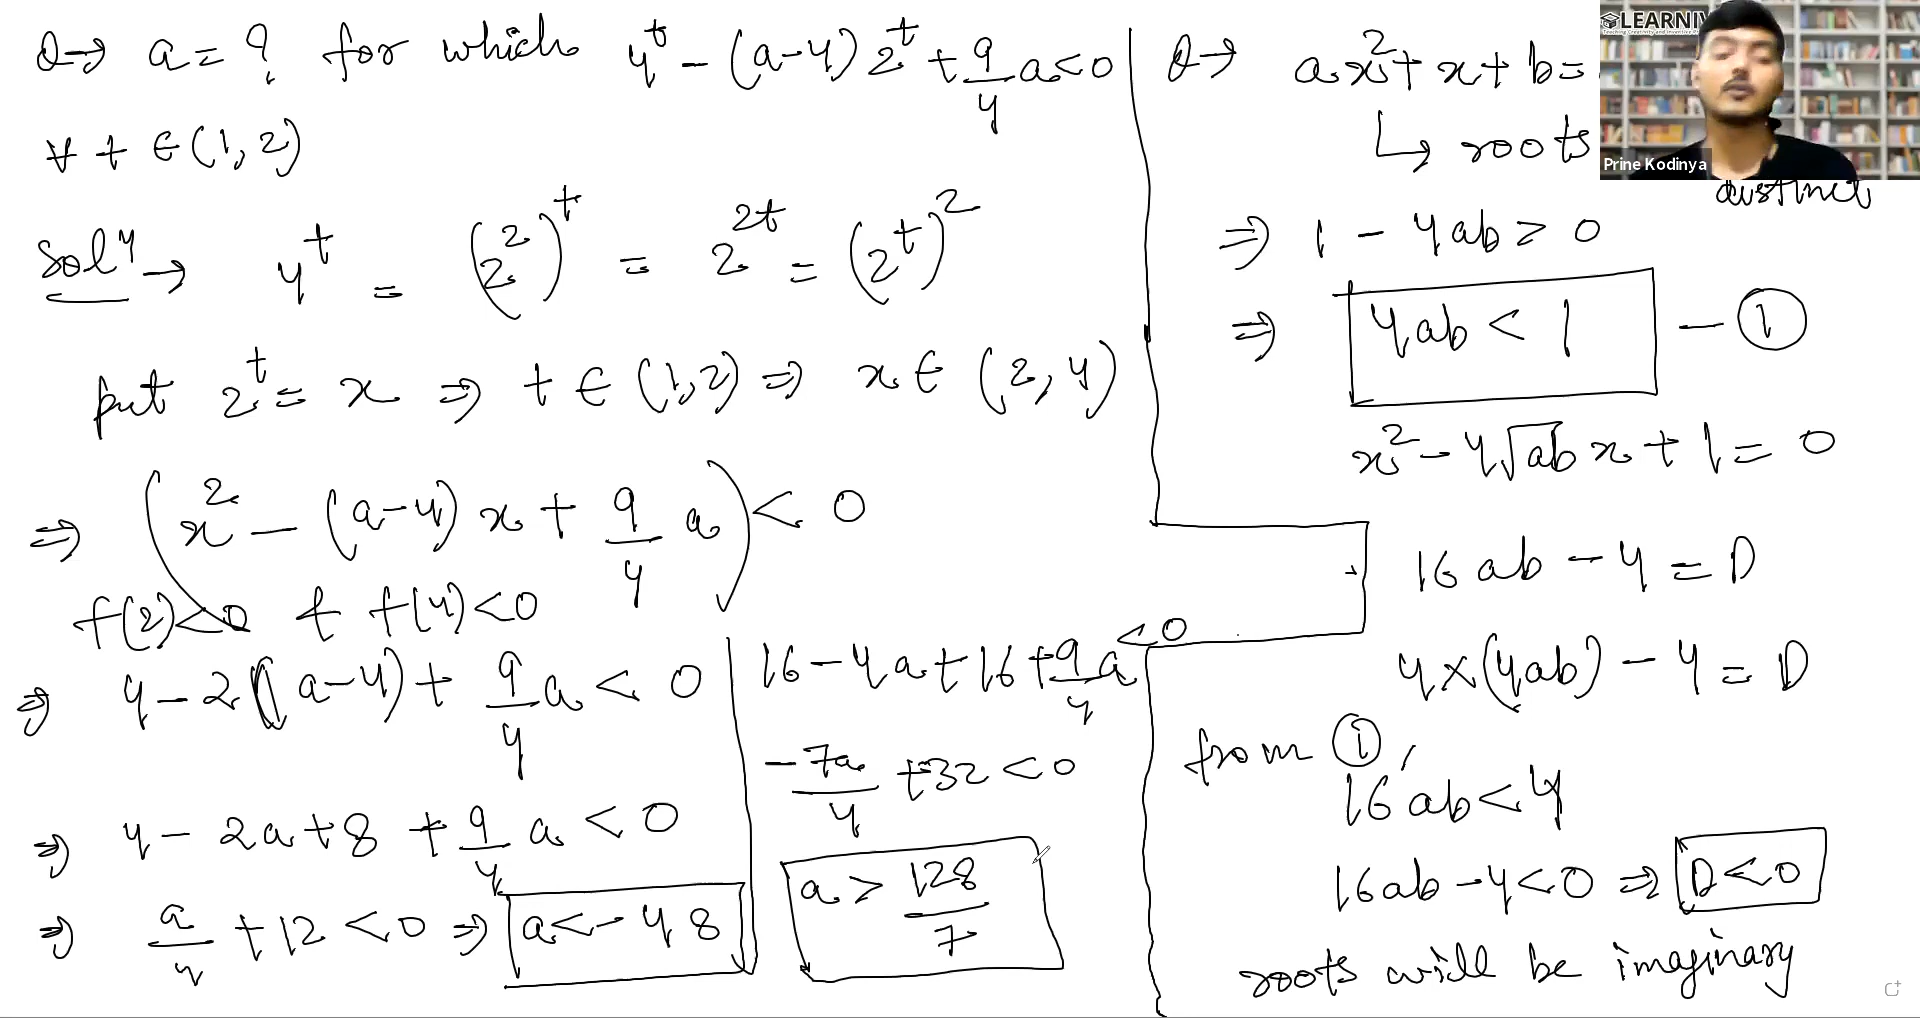 Q→ a = ? for which 4^t - (a-4) 2^t + 9/4 a < 0
∀ t ∈ (1, 2)
Solⁿ → 4^t = (2^2)^t = 2^2t = (2^t)^2
put 2^t = x ⇒ t ∈ (1, 2) ⇒ x ∈ (2, 4)
⇒ (x^2 - (a-4) x + 9/4 a) < 0
f(2)<0 & f(4)<0
⇒ 4 - 2(a-4) + 9/4 a < 0
⇒ 4 - 2a + 8 + 9/4 a < 0
⇒ a/4 + 12 < 0 ⇒ a < - 48
16 - 4a + 16 + 9/4 a < 0
-7a/4 + 32 < 0
a > 128/7
Q→ ax^2 + x + b =
↳ roots
distinct
⇒ 1 - 4ab > 0
⇒ 4ab < 1 — ①
x^2 - 4√ab x + 1 = 0
16 ab - 4 = D
4×(4ab) - 4 = D
from ①,
16 ab < 4
16ab - 4 < 0 ⇒ D < 0
roots will be imaginary
LEARNIV
Prine Kodinya